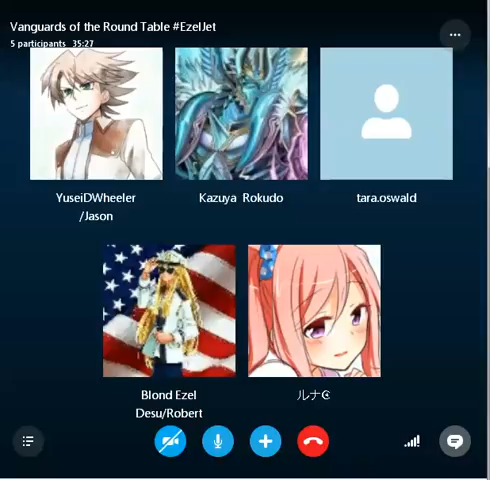 Vanguards of the Round Table #EzelJet
5 participants 35:27
YuseiDWheeler
/Jason
Kazuya Rokudo
tara.oswald
Blond Ezel
Desu/Robert
ルナ☪